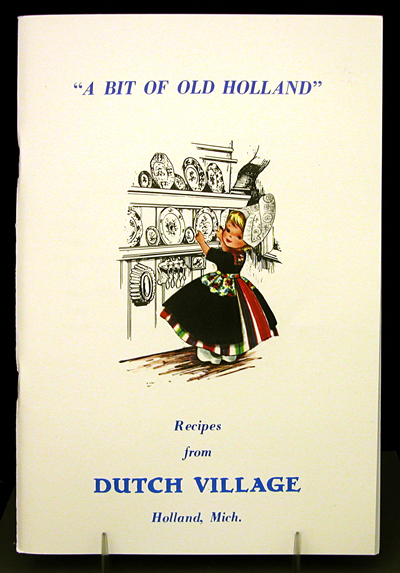 “A BIT OF OLD HOLLAND”
Recipes
from
DUTCH VILLAGE
Holland, Mich.